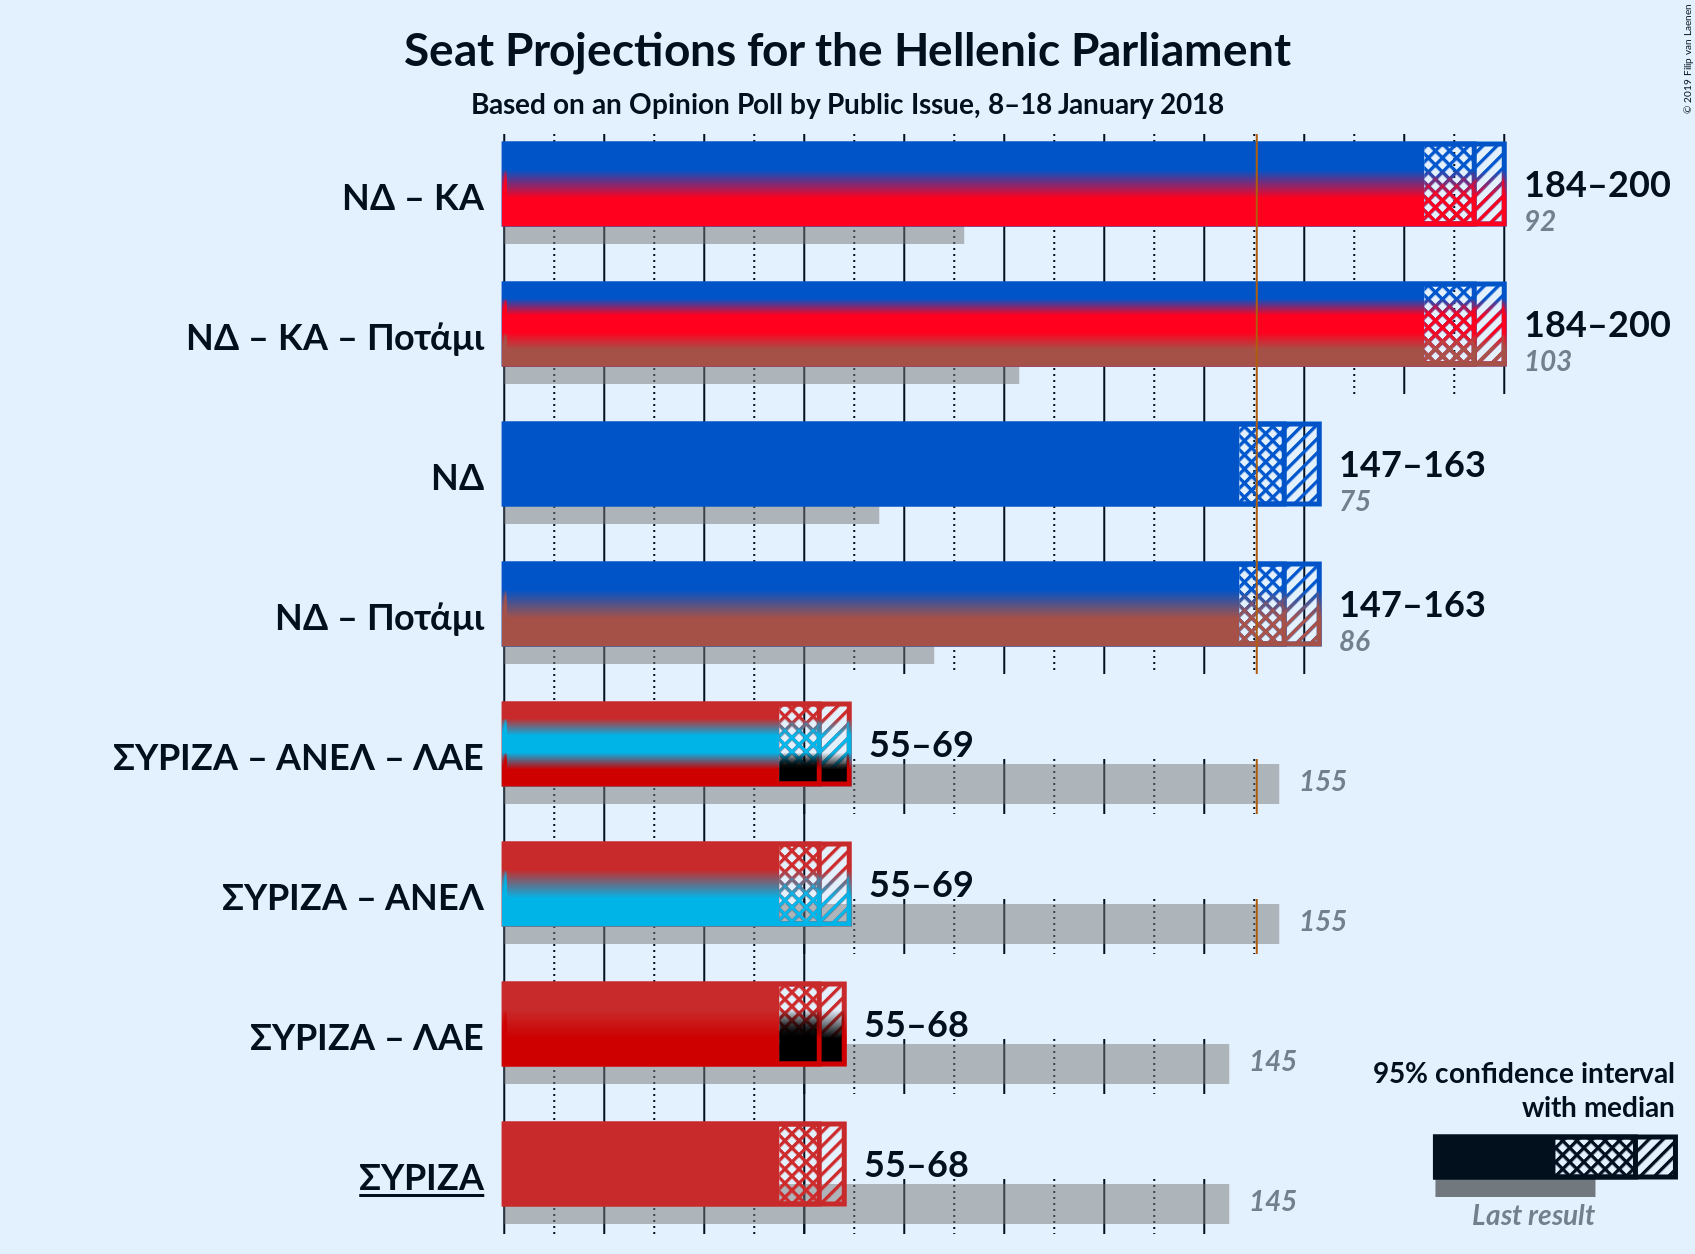 Seat Projections for the Hellenic Parliament
Based on an Opinion Poll by Public Issue, 8–18 January 2018
© 2019 Filip van Laenen
ΝΔ – ΚΑ
184–200
92
ΝΔ – ΚΑ – Ποτάμι
184–200
103
ΝΔ
147–163
75
ΝΔ – Ποτάμι
147–163
86
ΣΥΡΙΖΑ – ΑΝΕΛ – ΛΑΕ
55–69
155
ΣΥΡΙΖΑ – ΑΝΕΛ
55–69
155
ΣΥΡΙΖΑ – ΛΑΕ
55–68
145
ΣΥΡΙΖΑ
55–68
145
95% confidence interval
with median
Last result